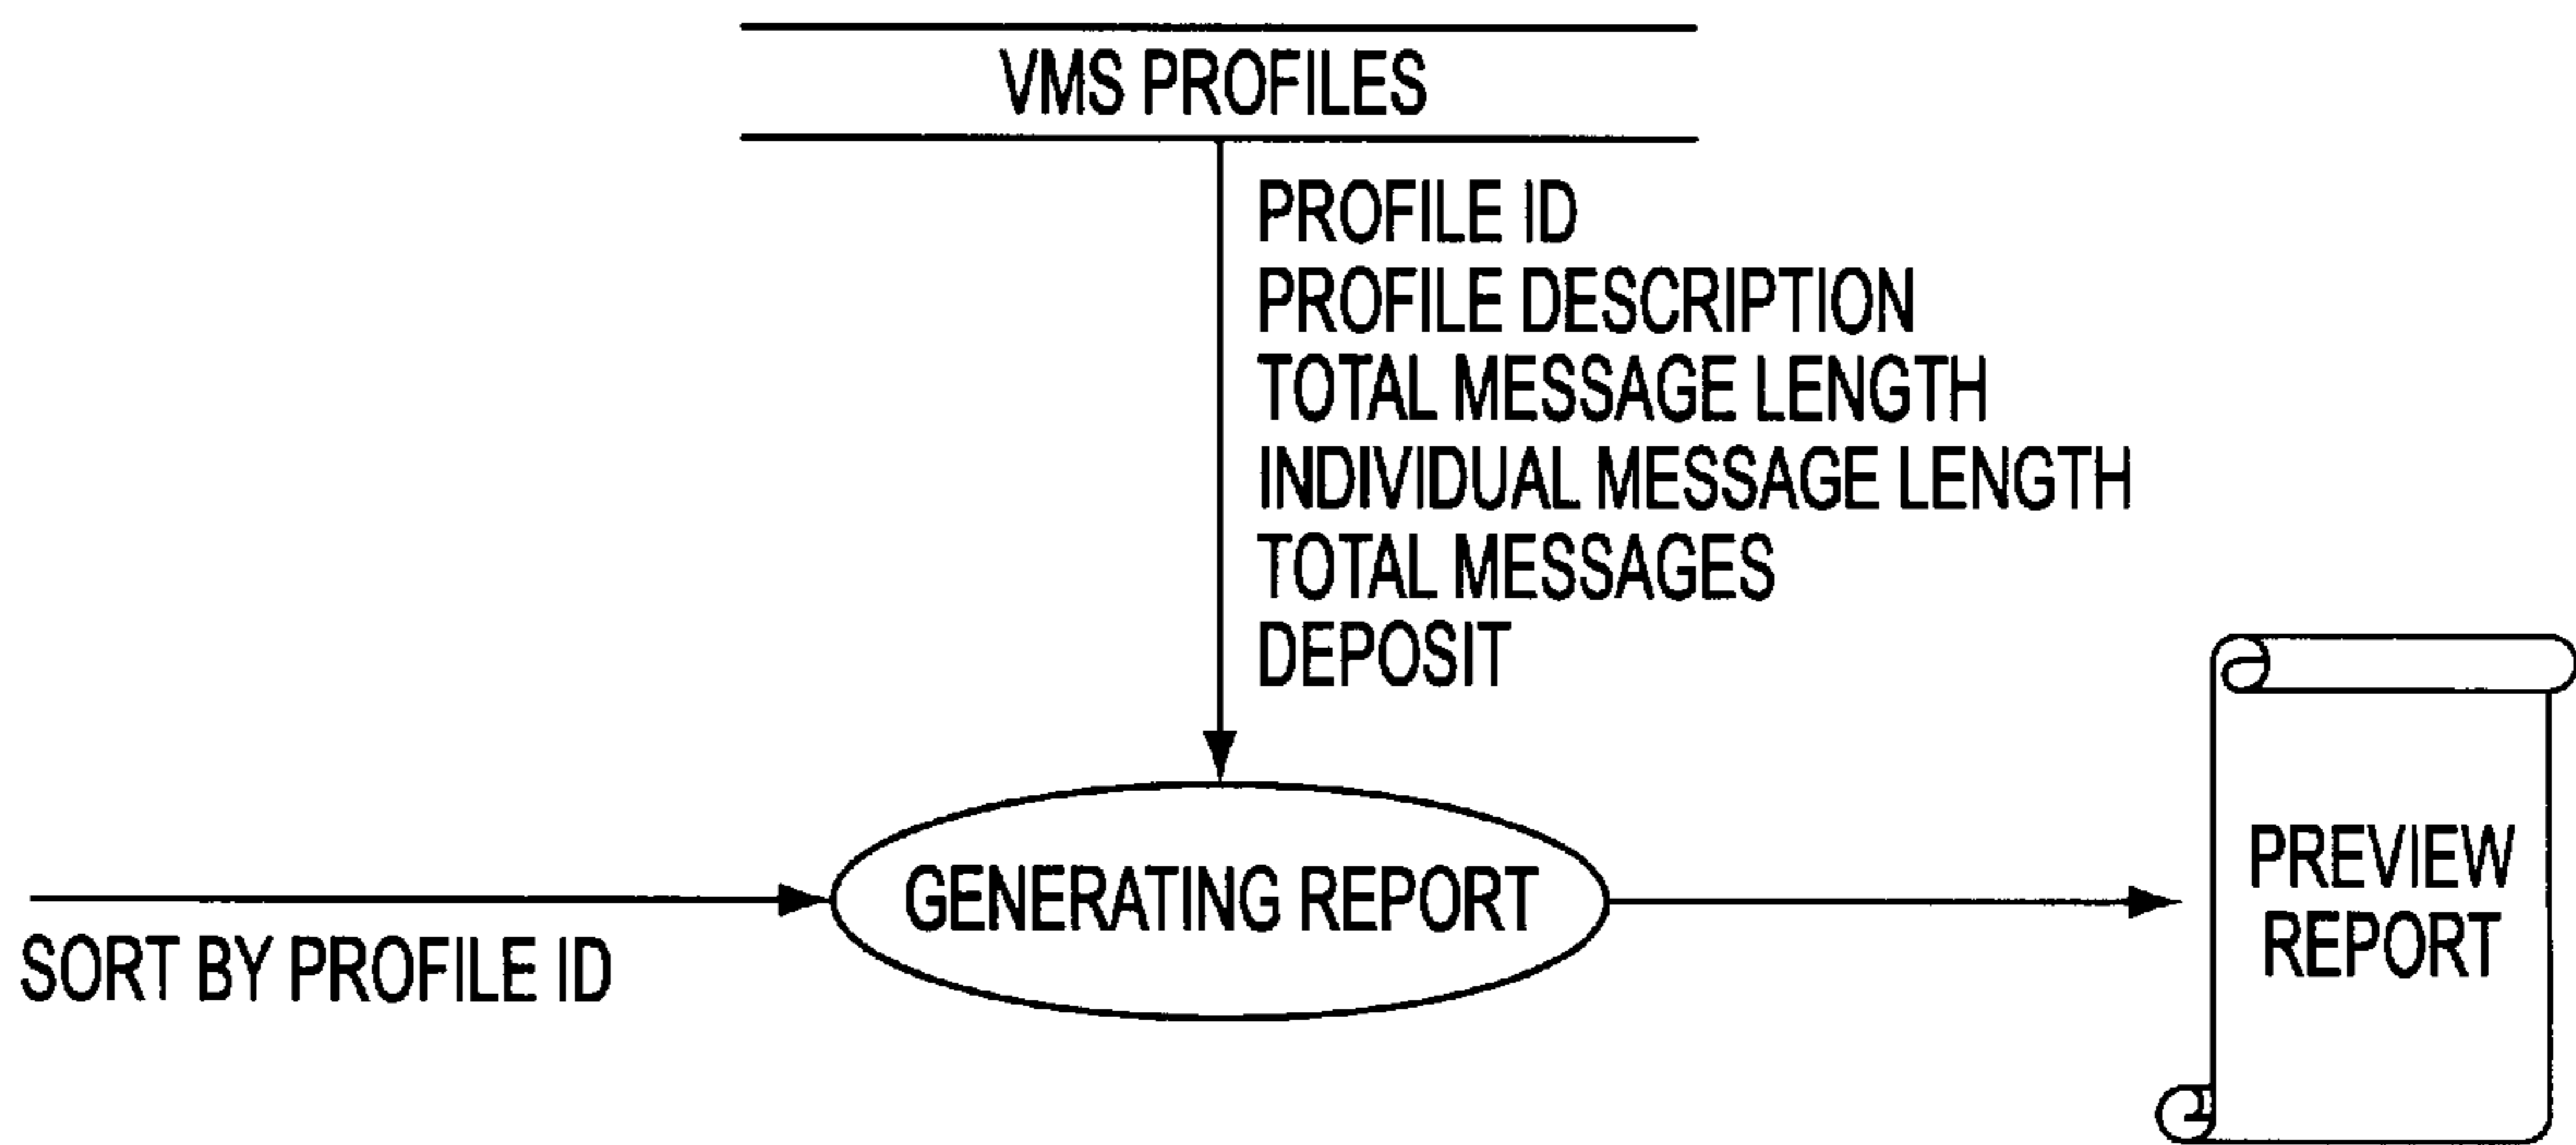 VMS PROFILES
PROFILE ID
PROFILE DESCRIPTION
TOTAL MESSAGE LENGTH
INDIVIDUAL MESSAGE LENGTH
TOTAL MESSAGES
DEPOSIT
SORT BY PROFILE ID
GENERATING REPORT
PREVIEW
REPORT